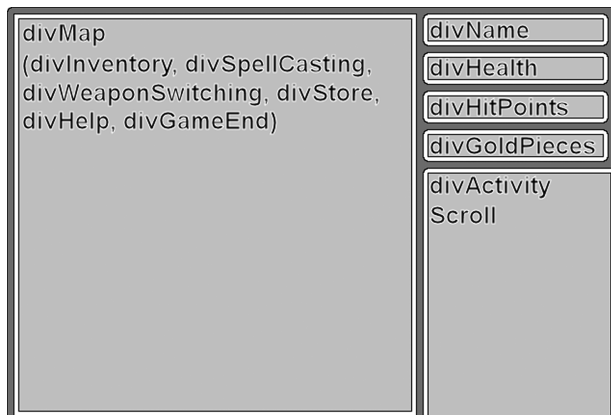 divMap
(divInventory, divSpellCasting,
divWeaponSwitching, divStore,
divHelp, divGameEnd)
divName
divHealth
divHitPoints
divGoldPieces
divActivity
Scroll